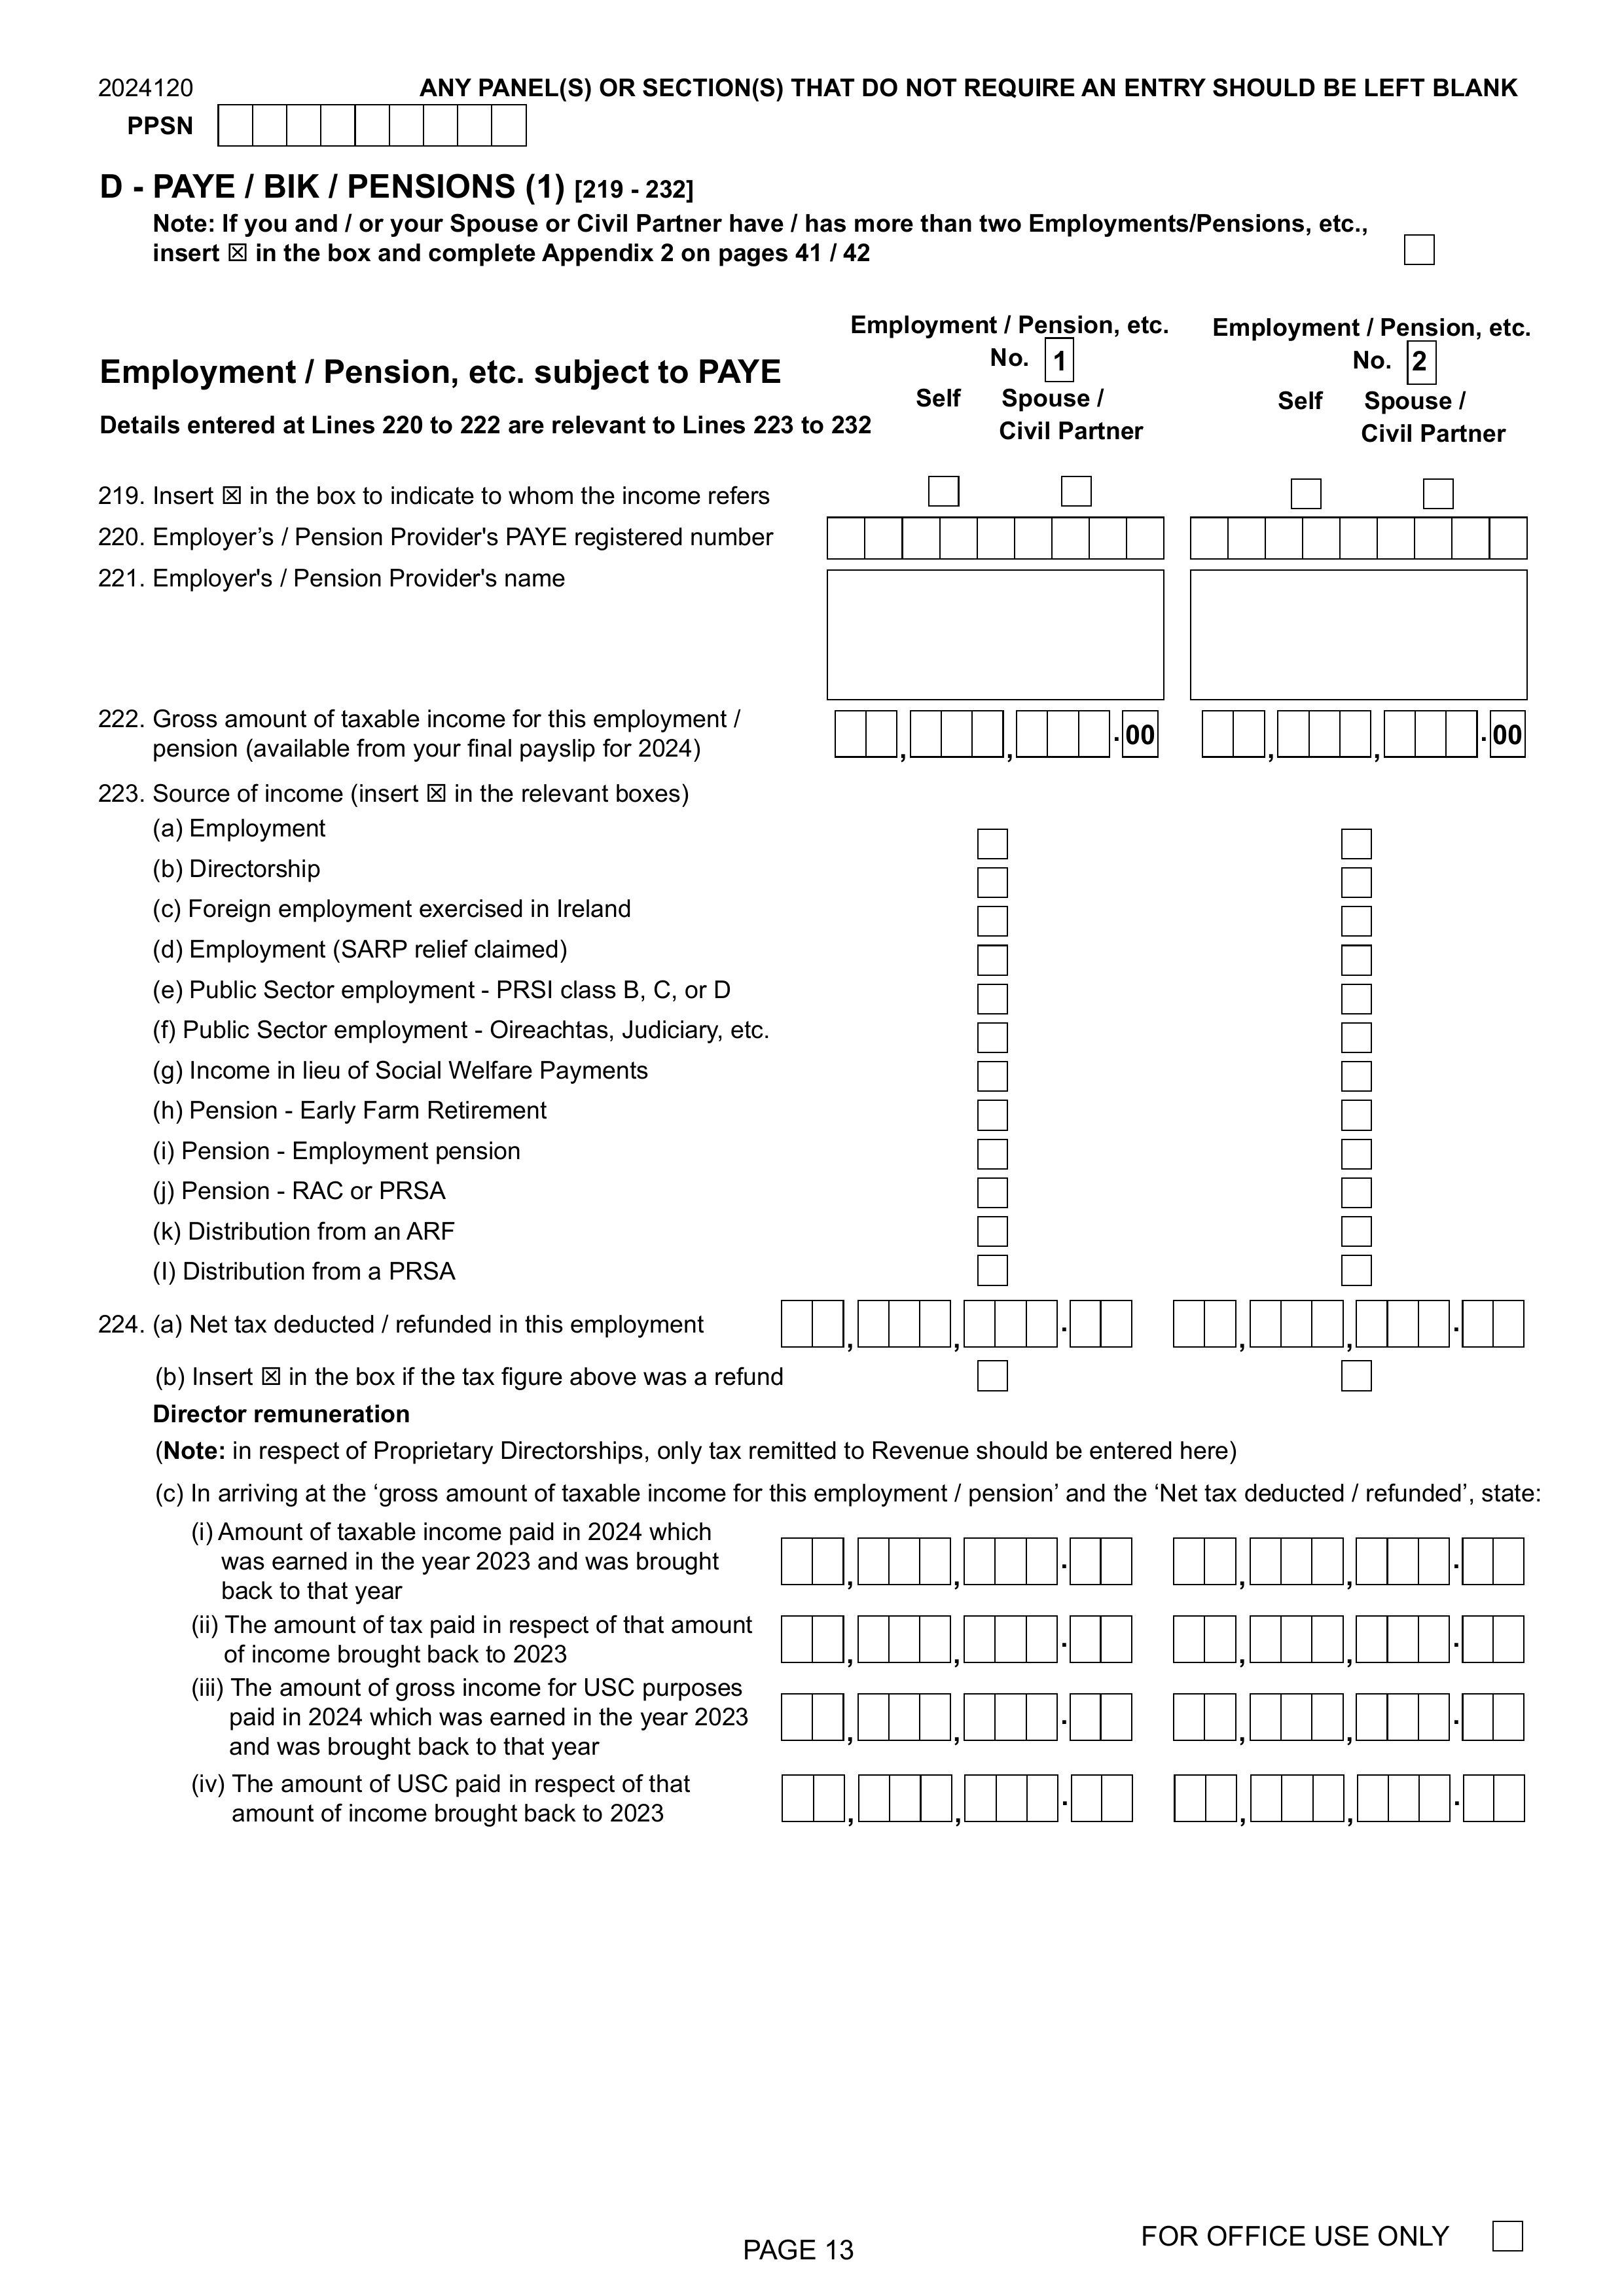 2024120
ANY PANEL(S) OR SECTION(S) THAT DO NOT REQUIRE AN ENTRY SHOULD BE LEFT BLANK
PPSN
D - PAYE / BIK / PENSIONS (1) [219 - 232]
Note: If you and / or your Spouse or Civil Partner have / has more than two Employments/Pensions, etc.,
insert ☒ in the box and complete Appendix 2 on pages 41 / 42
Employment / Pension, etc.
No. 1
Employment / Pension, etc.
No. 2
Employment / Pension, etc. subject to PAYE
Self
Spouse /
Civil Partner
Self
Spouse /
Civil Partner
Details entered at Lines 220 to 222 are relevant to Lines 223 to 232
219. Insert ☒ in the box to indicate to whom the income refers
220. Employer’s / Pension Provider's PAYE registered number
221. Employer's / Pension Provider's name
222. Gross amount of taxable income for this employment /
pension (available from your final payslip for 2024)
, , .00
, , .00
223. Source of income (insert ☒ in the relevant boxes)
(a) Employment
(b) Directorship
(c) Foreign employment exercised in Ireland
(d) Employment (SARP relief claimed)
(e) Public Sector employment - PRSI class B, C, or D
(f) Public Sector employment - Oireachtas, Judiciary, etc.
(g) Income in lieu of Social Welfare Payments
(h) Pension - Early Farm Retirement
(i) Pension - Employment pension
(j) Pension - RAC or PRSA
(k) Distribution from an ARF
(l) Distribution from a PRSA
224. (a) Net tax deducted / refunded in this employment
, , .
, , .
(b) Insert ☒ in the box if the tax figure above was a refund
Director remuneration
(Note: in respect of Proprietary Directorships, only tax remitted to Revenue should be entered here)
(c) In arriving at the ‘gross amount of taxable income for this employment / pension’ and the ‘Net tax deducted / refunded’, state:
(i) Amount of taxable income paid in 2024 which
was earned in the year 2023 and was brought
back to that year
, , .
, , .
(ii) The amount of tax paid in respect of that amount
of income brought back to 2023
, , .
, , .
(iii) The amount of gross income for USC purposes
paid in 2024 which was earned in the year 2023
and was brought back to that year
, , .
, , .
(iv) The amount of USC paid in respect of that
amount of income brought back to 2023
, , .
, , .
PAGE 13
FOR OFFICE USE ONLY